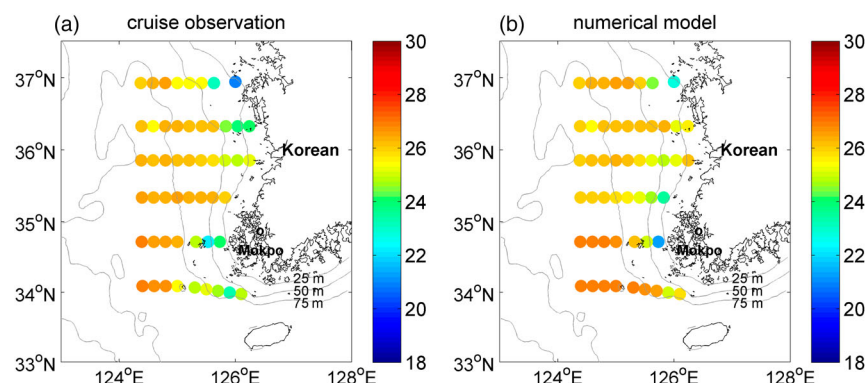 (a) cruise observation
37°N
36°N
35°N
34°N
33°N
124°E
126°E
128°E
Korean
Mokpo
25 m
50 m
75 m
30
28
26
24
22
20
18
(b) numerical model
37°N
36°N
35°N
34°N
33°N
124°E
126°E
128°E
Korean
Mokpo
25 m
50 m
75 m
30
28
26
24
22
20
18